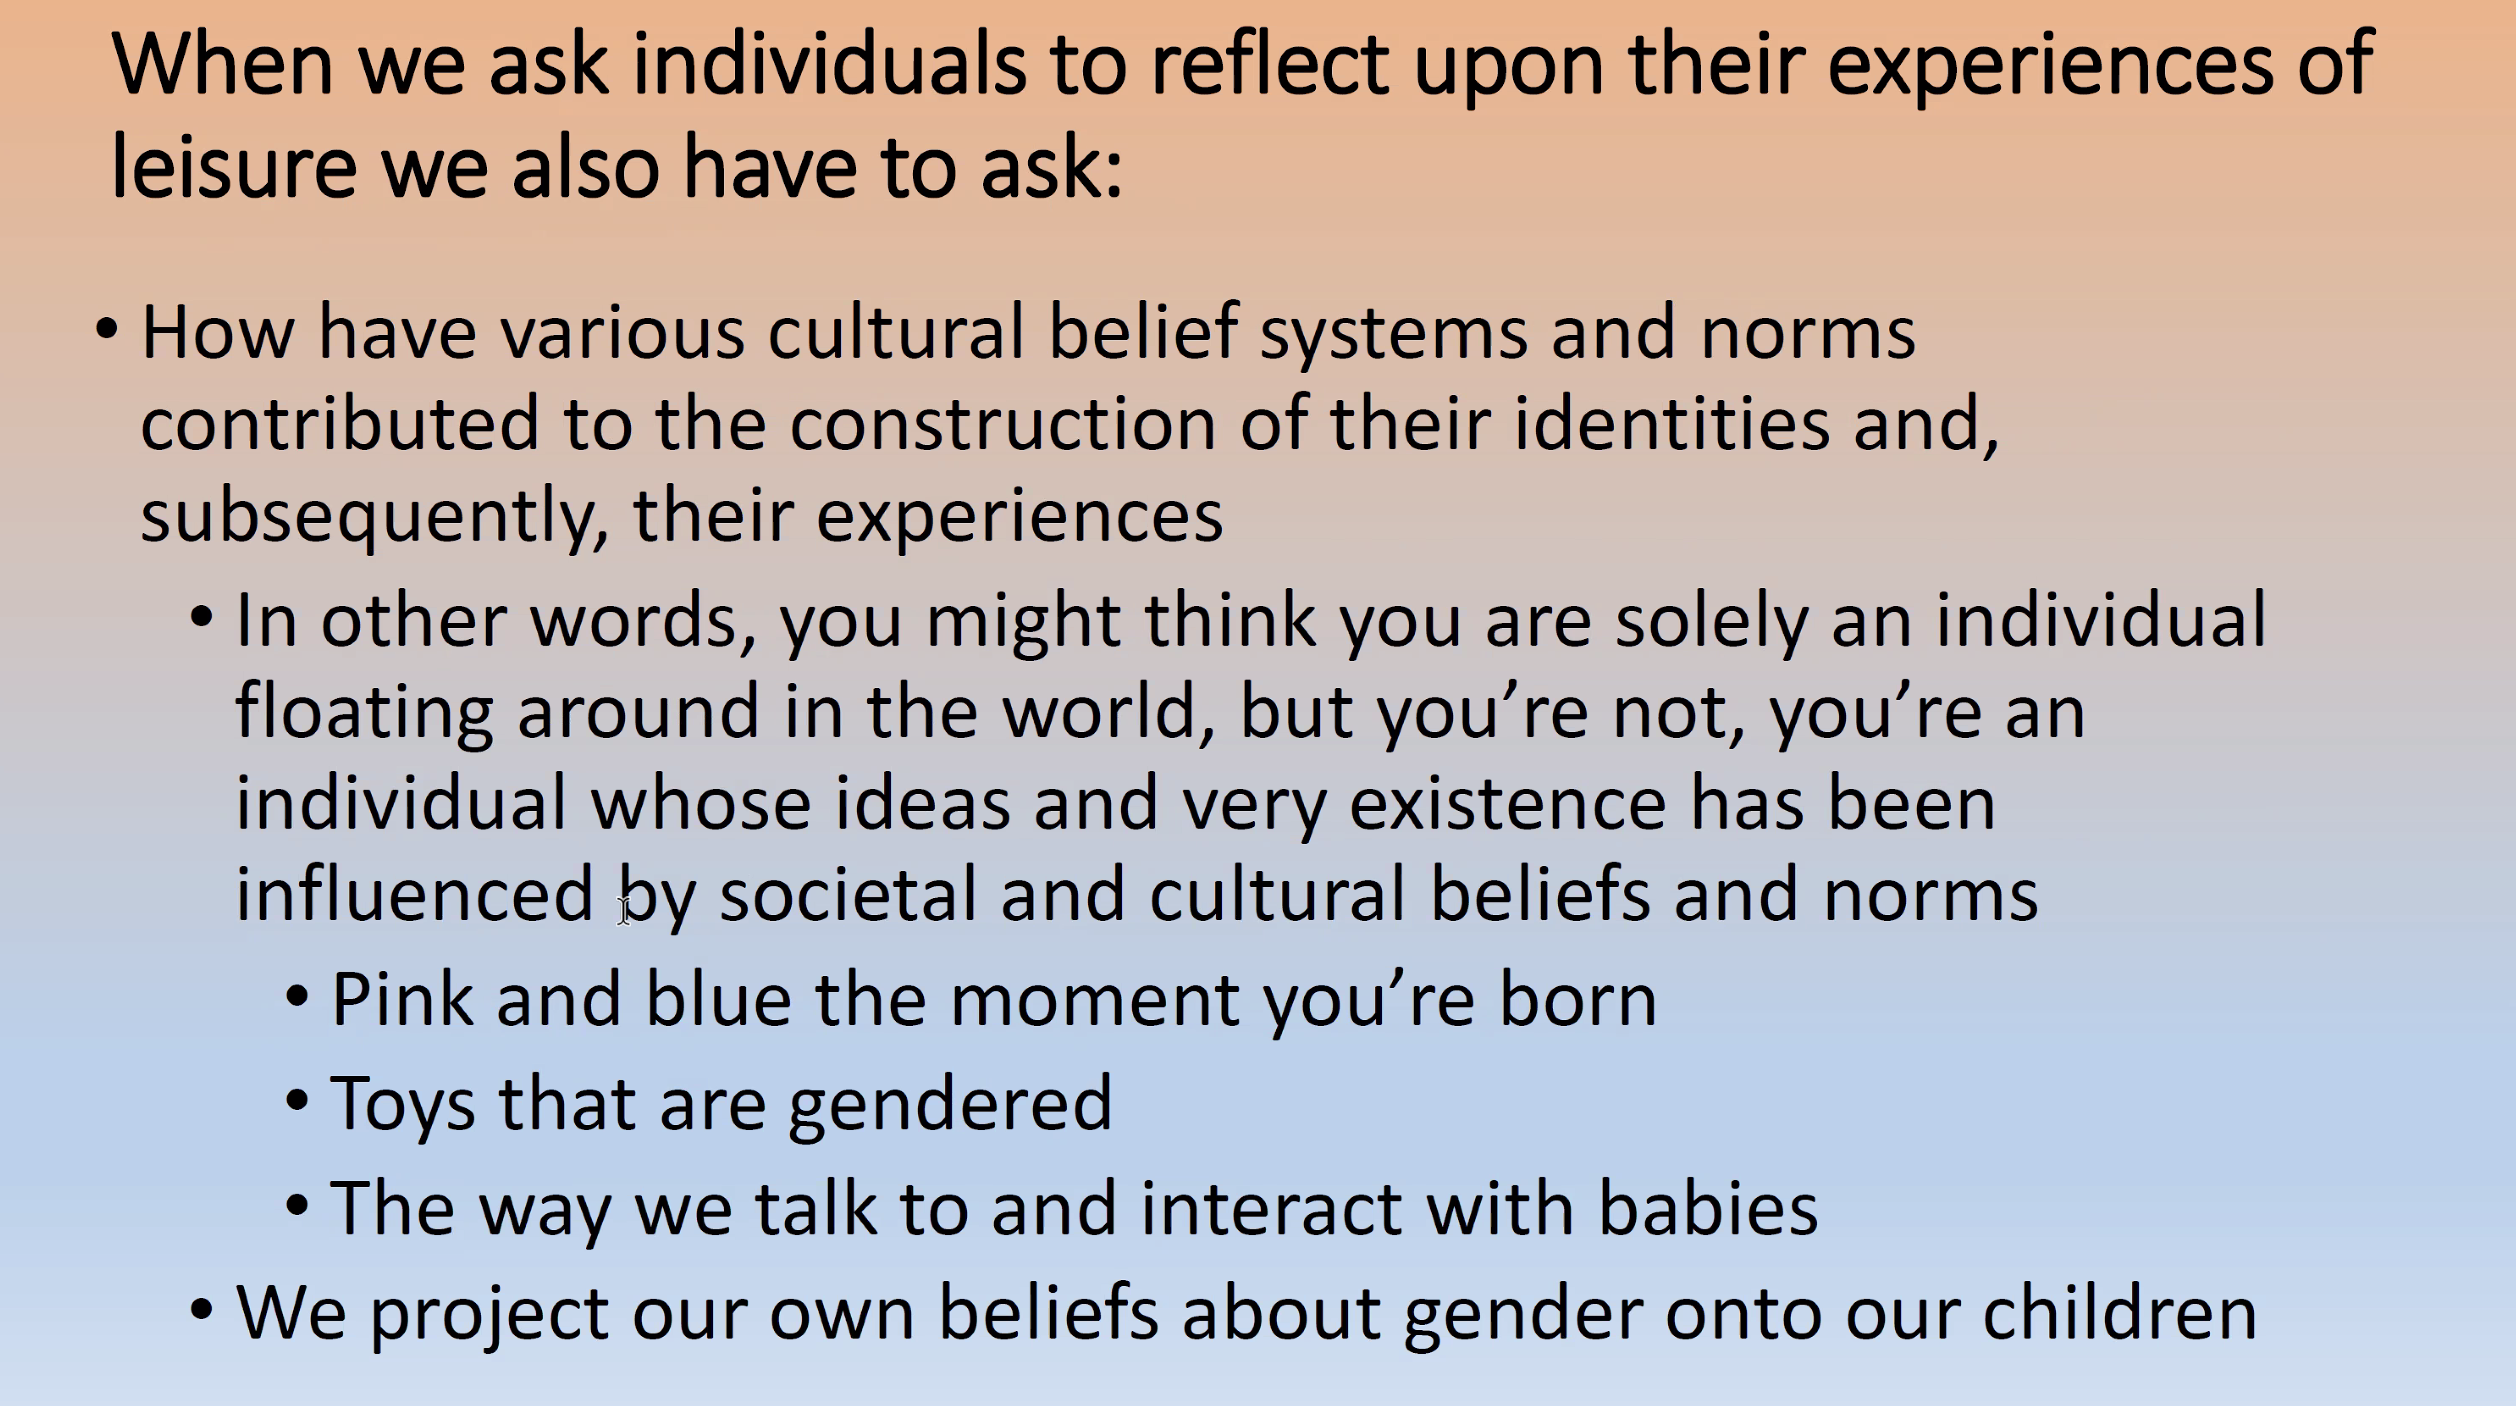 When we ask individuals to reflect upon their experiences of
leisure we also have to ask:
• How have various cultural belief systems and norms
contributed to the construction of their identities and,
subsequently, their experiences
• In other words, you might think you are solely an individual
floating around in the world, but you’re not, you’re an
individual whose ideas and very existence has been
influenced by societal and cultural beliefs and norms
• Pink and blue the moment you’re born
• Toys that are gendered
• The way we talk to and interact with babies
• We project our own beliefs about gender onto our children